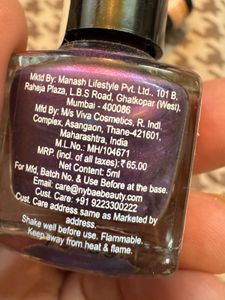 Mktd By: Manash Lifestyle Pvt. Ltd., 101 B,
Raheja Plaza, L.B.S Road, Ghatkopar (West),
Mumbai - 400086
Mfd By: M/s Viva Cosmetics, R. Indl.
Complex, Asangaon, Thane-421601,
Maharashtra, India
M.L.No.: MH/104671
MRP (incl. of all taxes):₹65.00
Net Content: 5ml
For Mfd, Batch No. & Use Before at the base.
Email: care@nybaebeauty.com
Cust. Care: +91 9223300222
Cust. Care address same as Marketed by
address.
Shake well before use. Flammable.
Keep away from heat & flame.